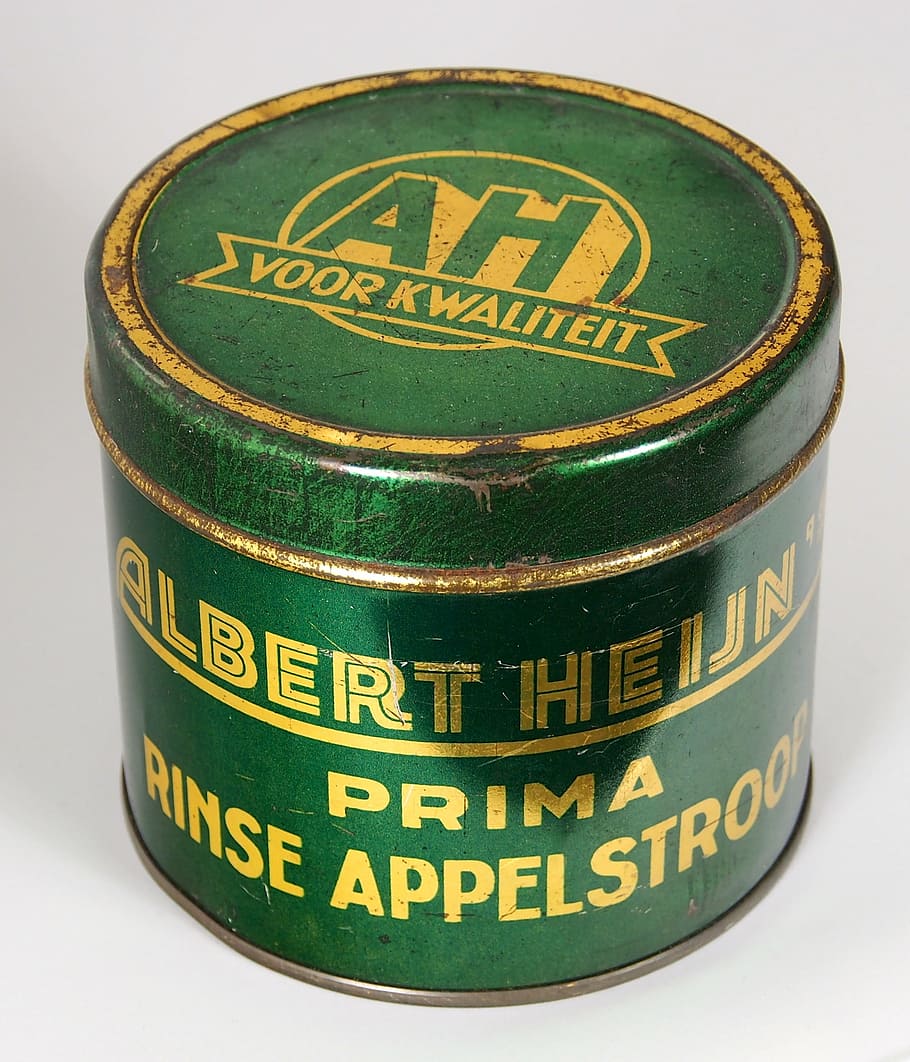 AH
VOOR KWALITEIT
ALBERT HEIJN
PRIMA
RINSE APPELSTROOP